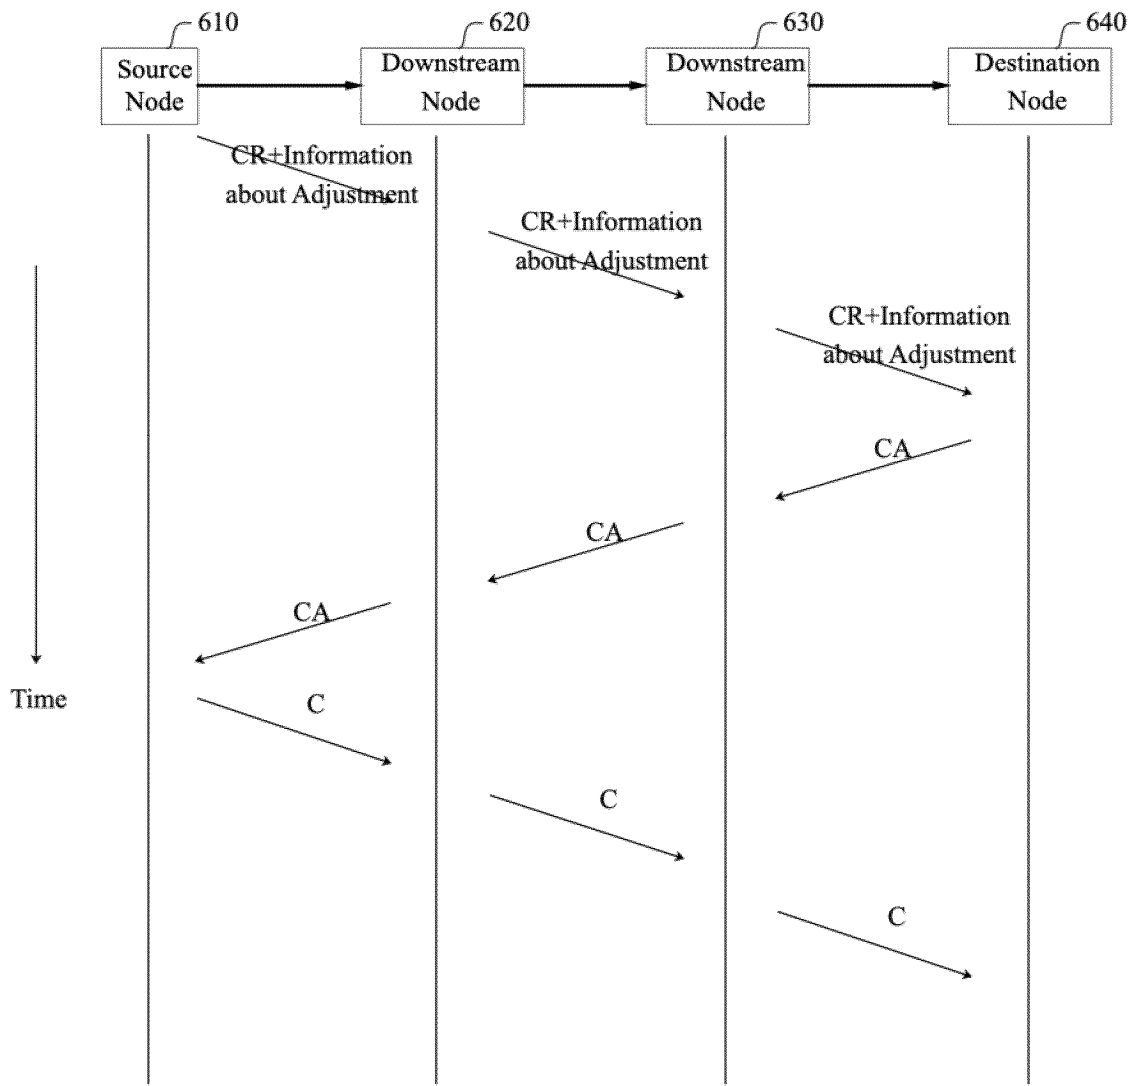 610
620
630
640
Source
Node
Downstream
Node
Downstream
Node
Destination
Node
CR+Information
about Adjustment
CR+Information
about Adjustment
CR+Information
about Adjustment
CA
CA
CA
Time
C
C
C